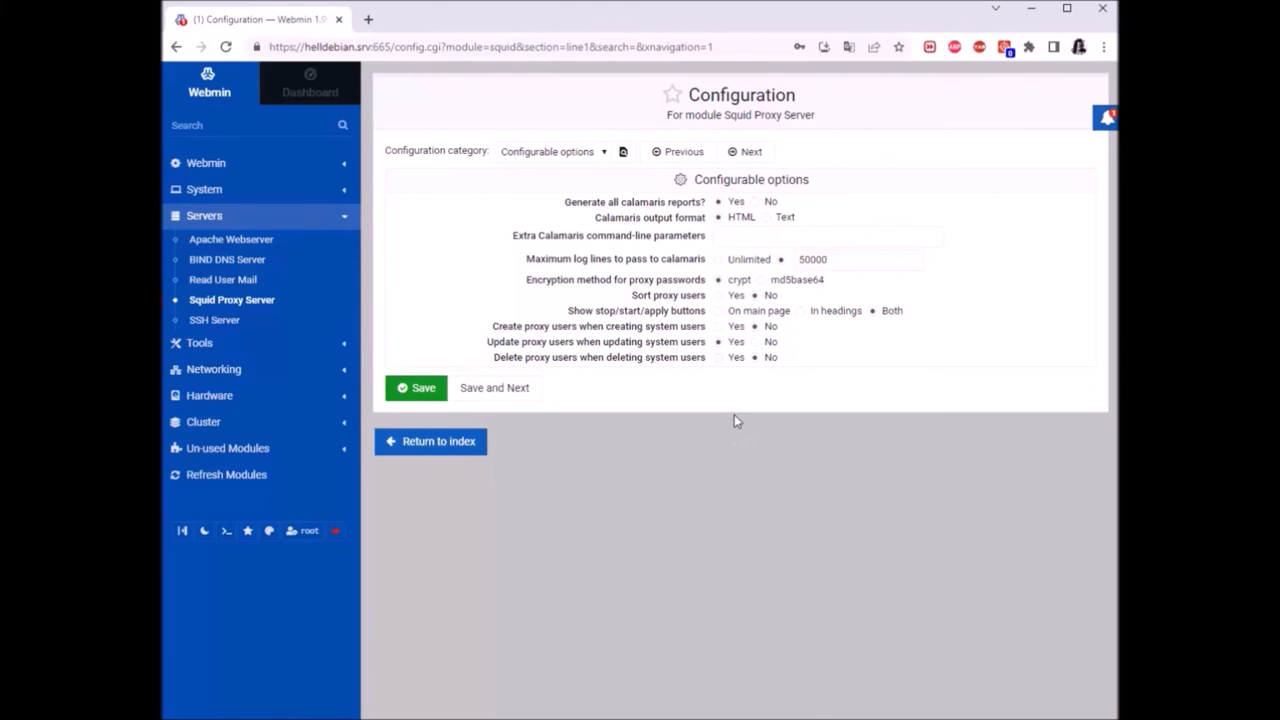 (1) Configuration — Webmin 1.9
https://helldebian.srv:665/config.cgi?module=squid&section=line1&search=&xnavigation=1
ABP
0
Webmin
Dashboard
Search
Webmin
System
Servers
Apache Webserver
BIND DNS Server
Read User Mail
Squid Proxy Server
SSH Server
Tools
Networking
Hardware
Cluster
Un-used Modules
Refresh Modules
root
Configuration
For module Squid Proxy Server
1
Configuration category: Configurable options Previous Next
Configurable options
Generate all calamaris reports? Yes No
Calamaris output format HTML Text
Extra Calamaris command-line parameters
Maximum log lines to pass to calamaris Unlimited 50000
Encryption method for proxy passwords crypt md5base64
Sort proxy users Yes No
Show stop/start/apply buttons On main page In headings Both
Create proxy users when creating system users Yes No
Update proxy users when updating system users Yes No
Delete proxy users when deleting system users Yes No
Save Save and Next
Return to index